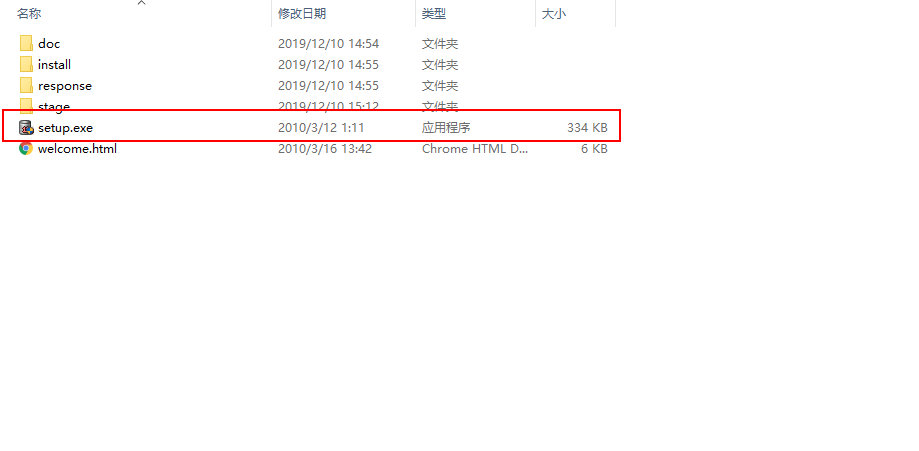 名称 修改日期 类型 大小
doc 2019/12/10 14:54 文件夹
install 2019/12/10 14:55 文件夹
response 2019/12/10 14:55 文件夹
stage 2019/12/10 15:12 文件夹
setup.exe 2010/3/12 1:11 应用程序 334 KB
welcome.html 2010/3/16 13:42 Chrome HTML D... 6 KB